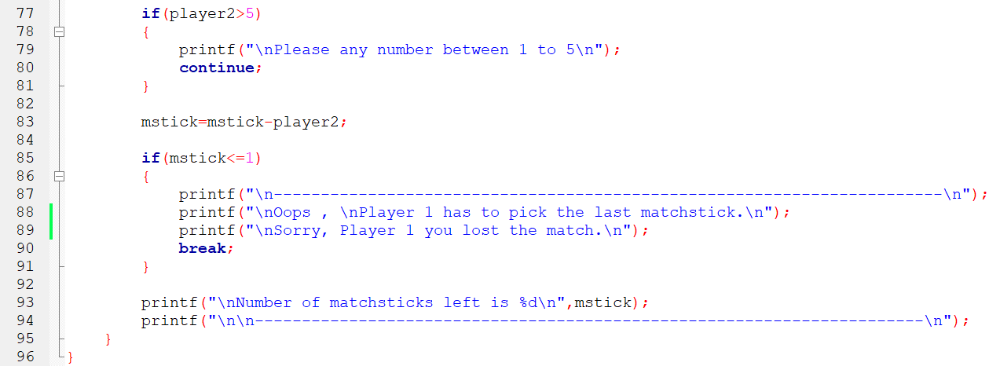 77 if(player2>5)
78 {
79 printf("\nPlease any number between 1 to 5\n");
80 continue;
81 }
82
83 mstick=mstick-player2;
84
85 if(mstick<=1)
86 {
87 printf("\n-----------------------------------------------------------------------\n");
88 printf("\nOops , \nPlayer 1 has to pick the last matchstick.\n");
89 printf("\nSorry, Player 1 you lost the match.\n");
90 break;
91 }
92
93 printf("\nNumber of matchsticks left is %d\n",mstick);
94 printf("\n\n-----------------------------------------------------------------------\n");
95 }
96 }